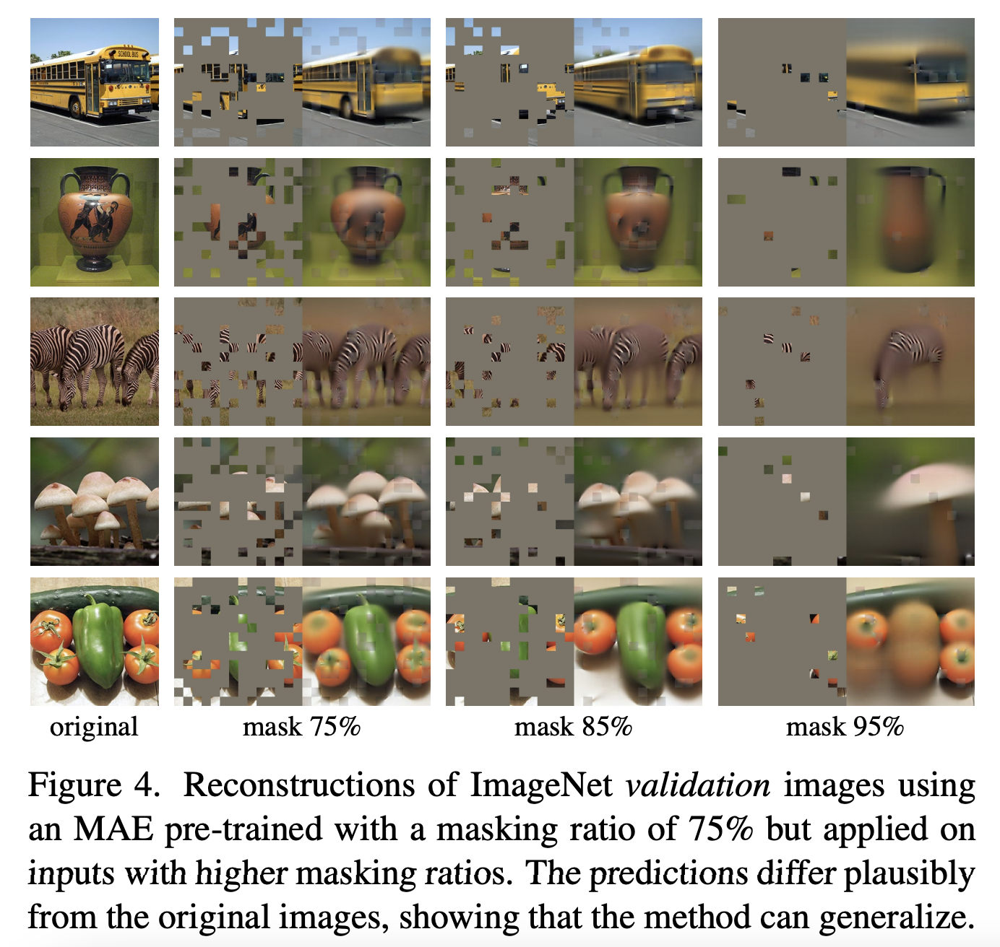 SCHOOL BUS
original
mask 75%
mask 85%
mask 95%
Figure 4. Reconstructions of ImageNet validation images using
an MAE pre-trained with a masking ratio of 75% but applied on
inputs with higher masking ratios. The predictions differ plausibly
from the original images, showing that the method can generalize.